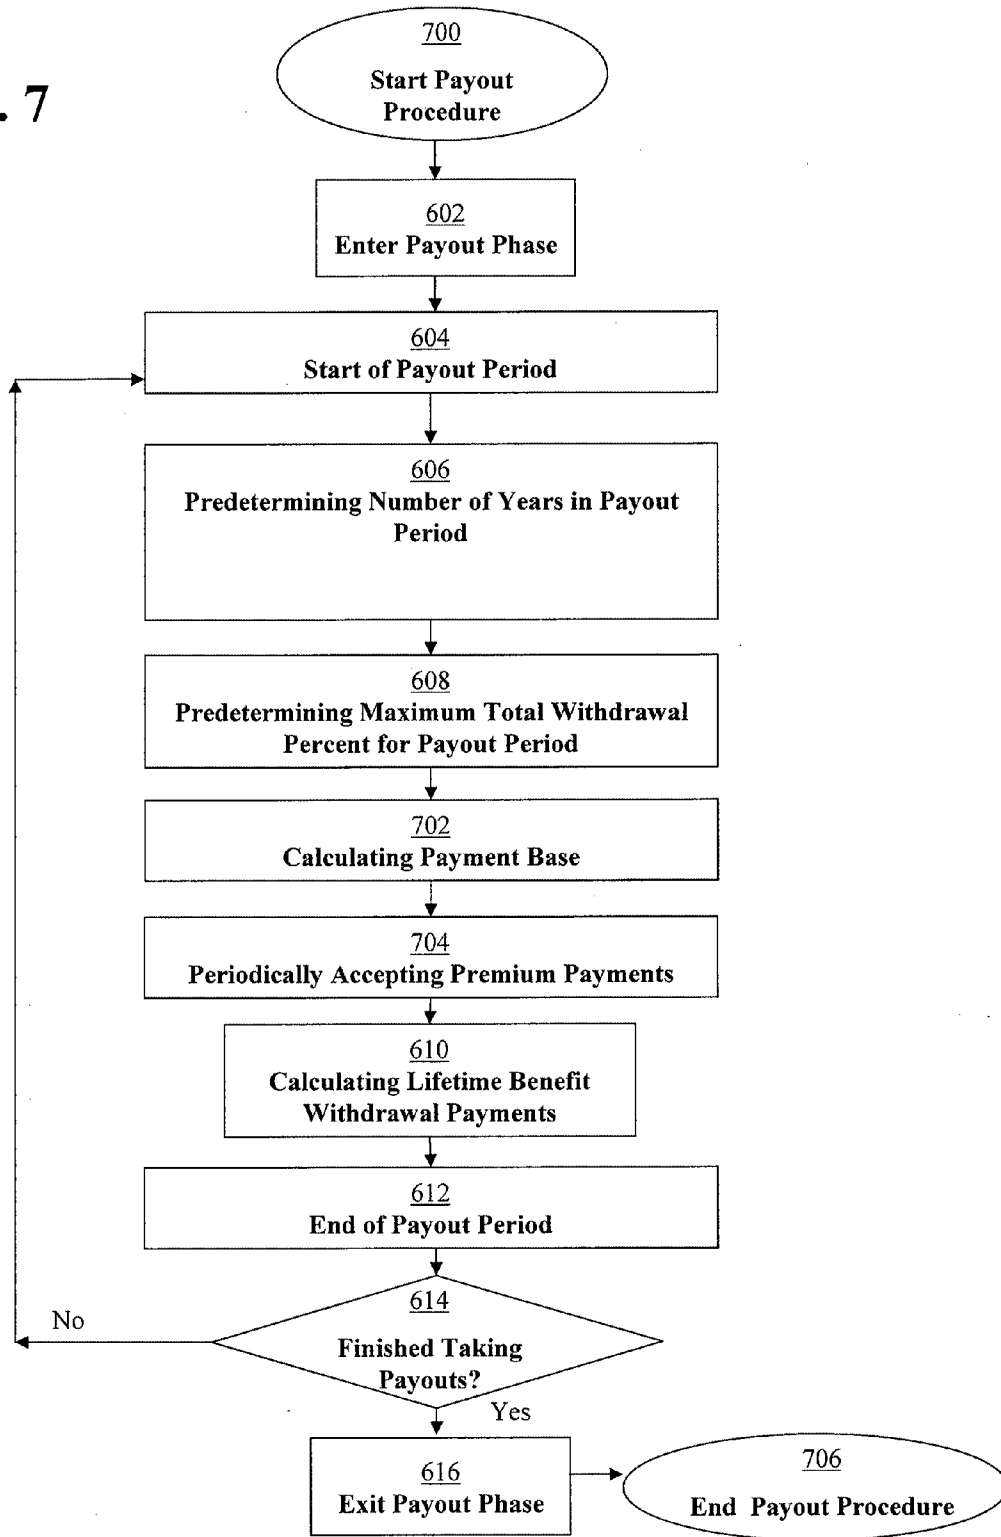 . 7
700
Start Payout
Procedure
602
Enter Payout Phase
604
Start of Payout Period
606
Predetermining Number of Years in Payout
Period
608
Predetermining Maximum Total Withdrawal
Percent for Payout Period
702
Calculating Payment Base
704
Periodically Accepting Premium Payments
610
Calculating Lifetime Benefit
Withdrawal Payments
612
End of Payout Period
614
Finished Taking
Payouts?
No
Yes
616
Exit Payout Phase
706
End Payout Procedure